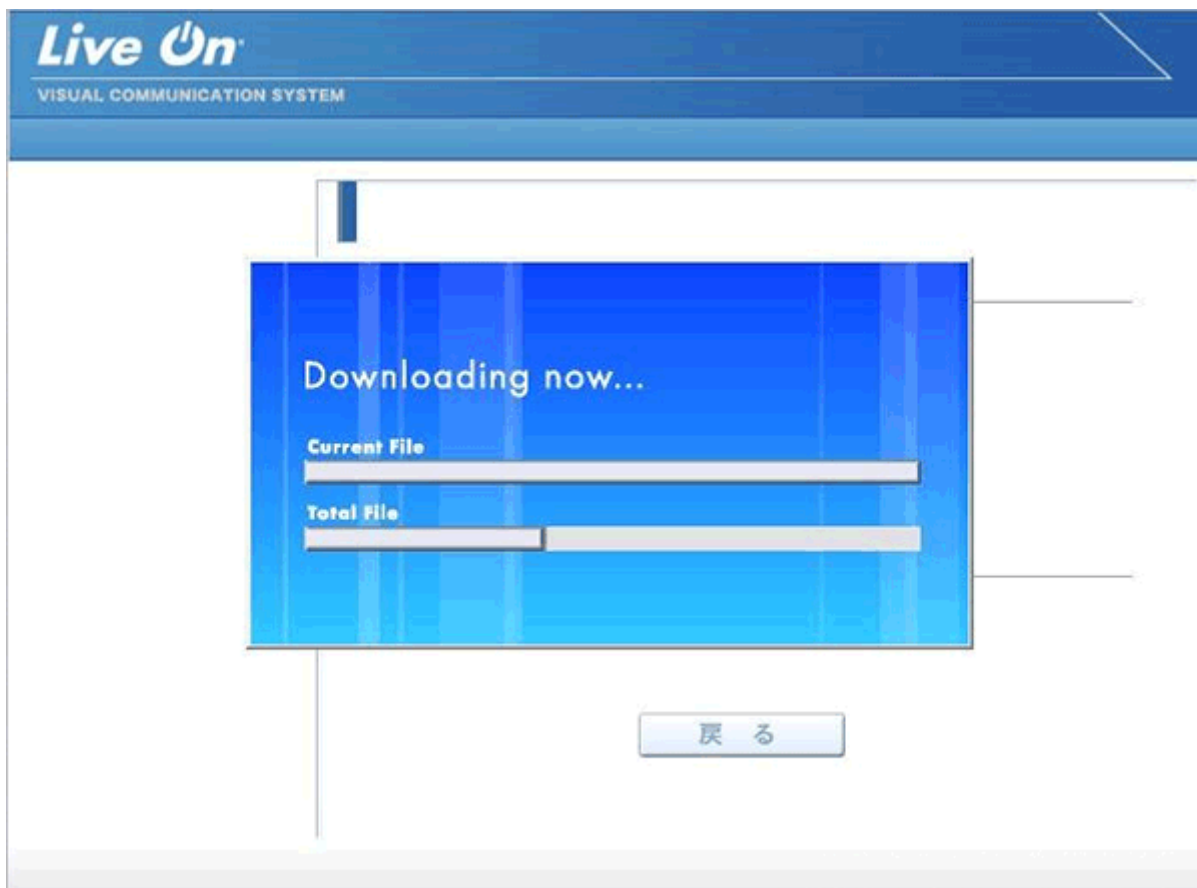 Live On
VISUAL COMMUNICATION SYSTEM
Downloading now...
Current File
Total File
戻 る